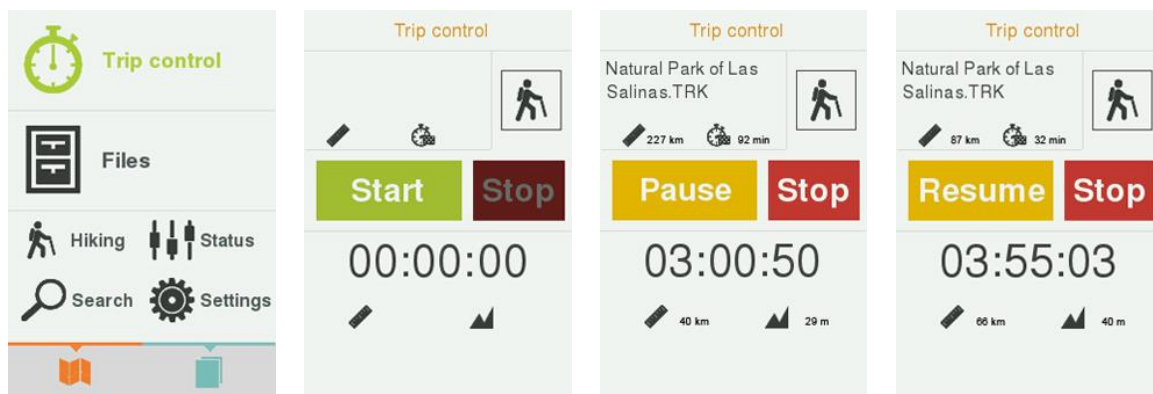 Trip control
Files
Hiking
Status
Search
Settings
Trip control
Start
Stop
00:00:00
Trip control
Natural Park of Las
Salinas.TRK
227 km
92 min
Pause
Stop
03:00:50
40 km
29 m
Trip control
Natural Park of Las
Salinas.TRK
87 km
32 min
Resume
Stop
03:55:03
66 km
40 m